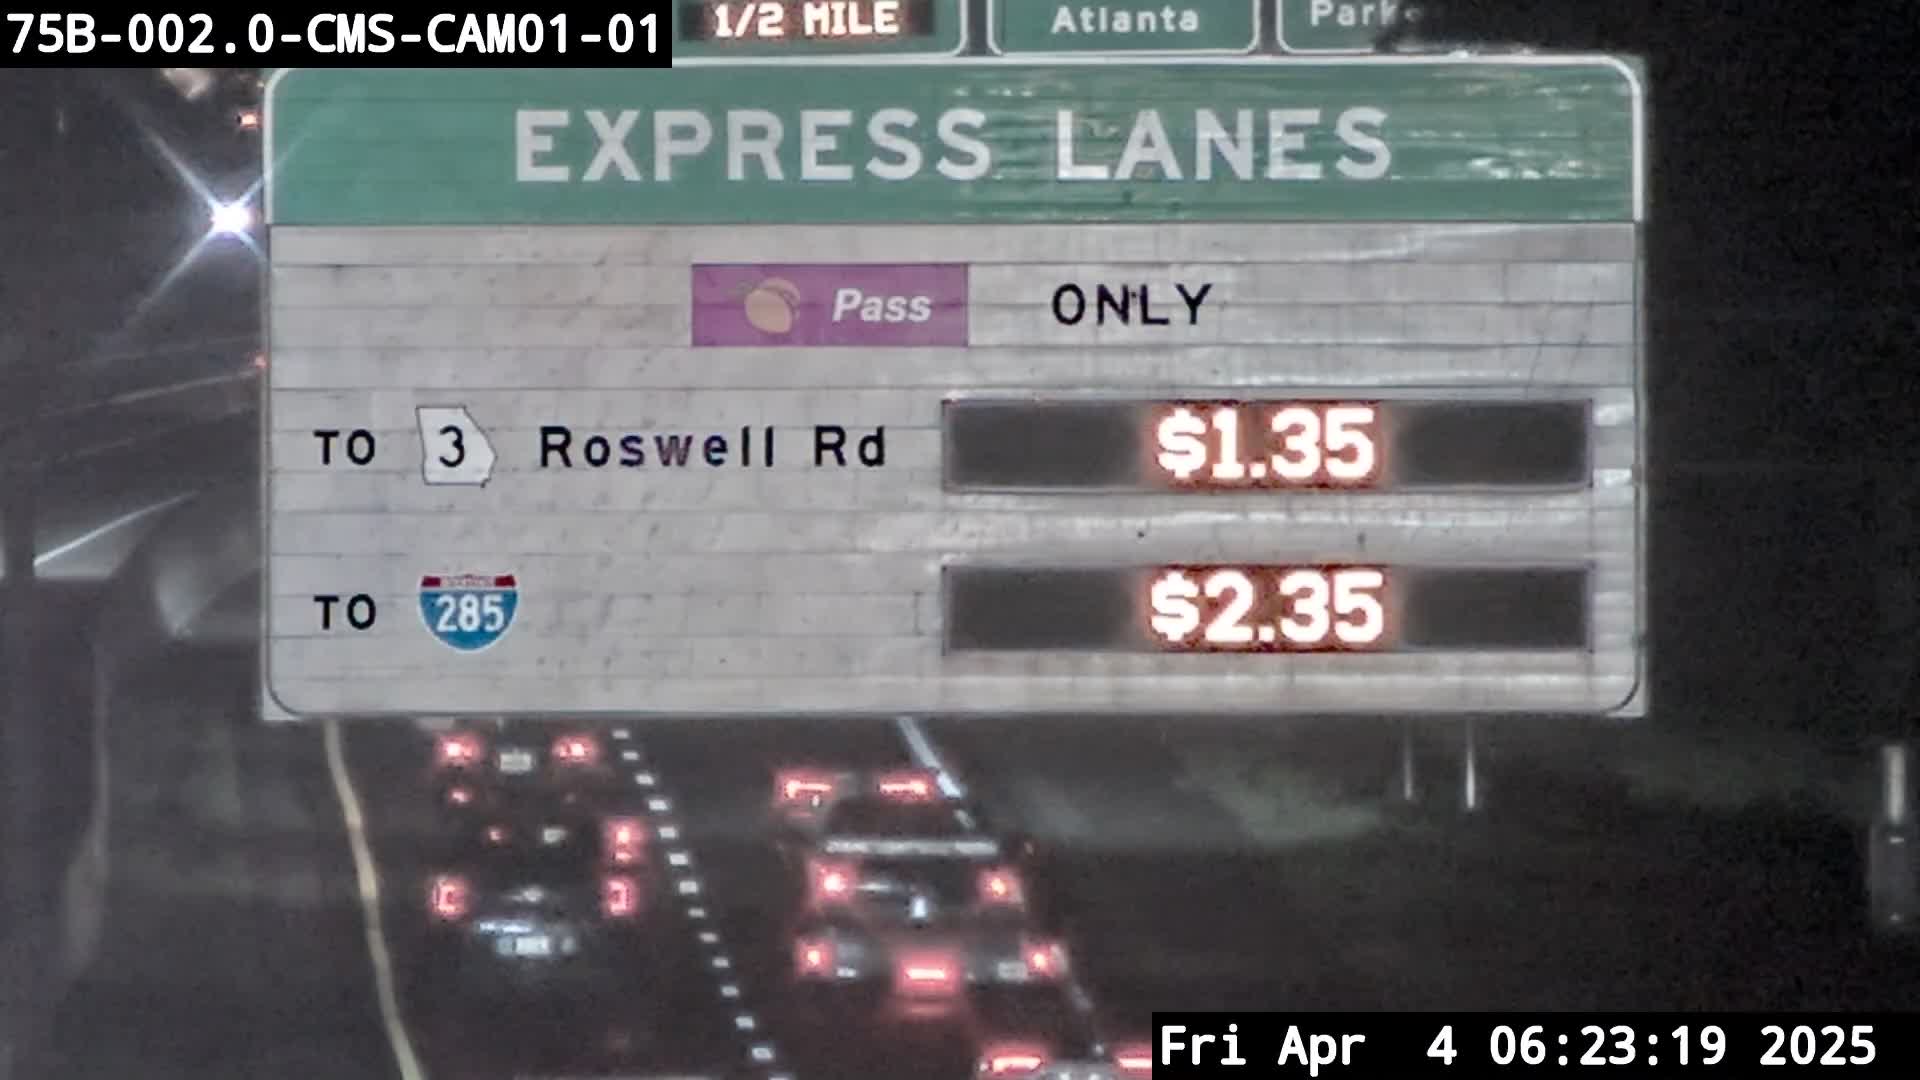 75B-002.0-CMS-CAM01-01
1/2 MILE
Atlanta
EXPRESS LANES
Pass ONLY
TO 3 Roswell Rd $1.35
TO 285 $2.35
Fri Apr 4 06:23:19 2025